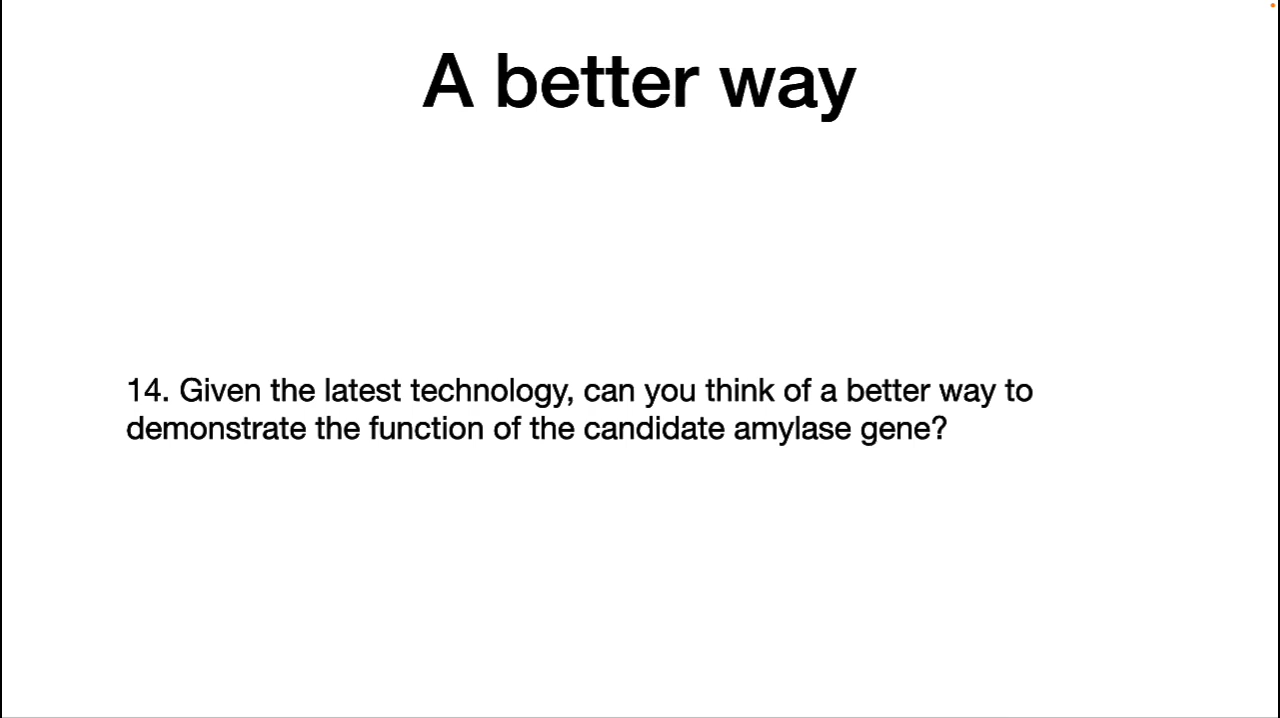 A better way
14. Given the latest technology, can you think of a better way to
demonstrate the function of the candidate amylase gene?